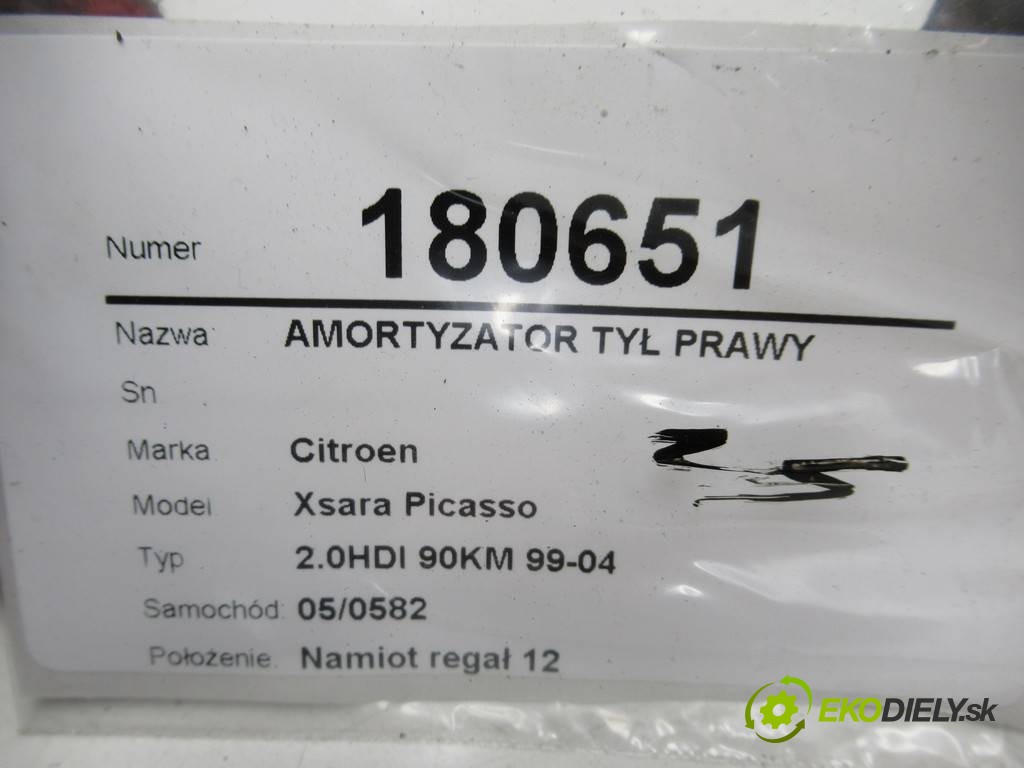 Numer 180651
Nazwa: AMORTYZATOR TYŁ PRAWY
Sn
Marka Citroen
Model Xsara Picasso
Typ 2.0HDI 90KM 99-04
Samochód: 05/0582
Położenie. Namiot regał 12
EKODIELY.sk